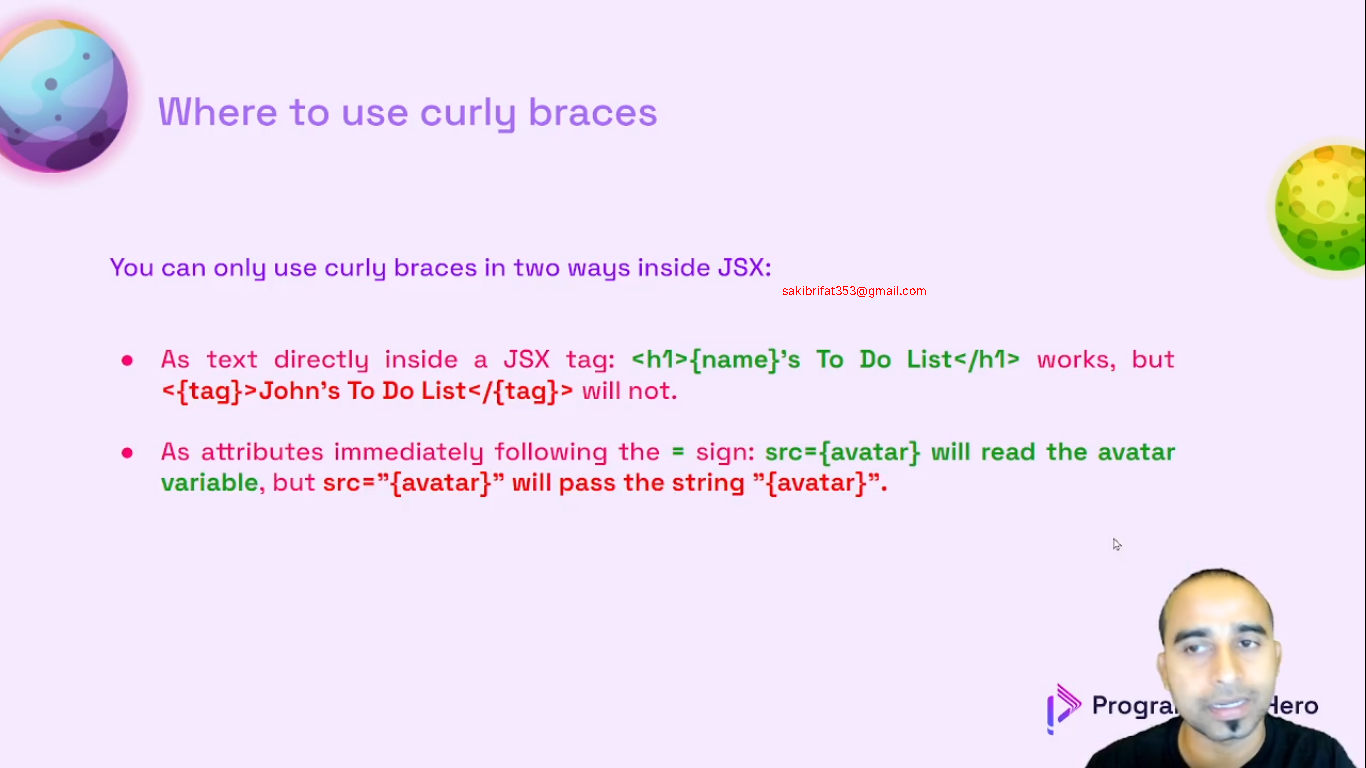 Where to use curly braces
You can only use curly braces in two ways inside JSX:
sakibrifat353@gmail.com
● As text directly inside a JSX tag: <h1>{name}’s To Do List</h1> works, but
<{tag}>John’s To Do List</{tag}> will not.
● As attributes immediately following the = sign: src={avatar} will read the avatar
variable, but src=”{avatar}” will pass the string ”{avatar}”.
Hero